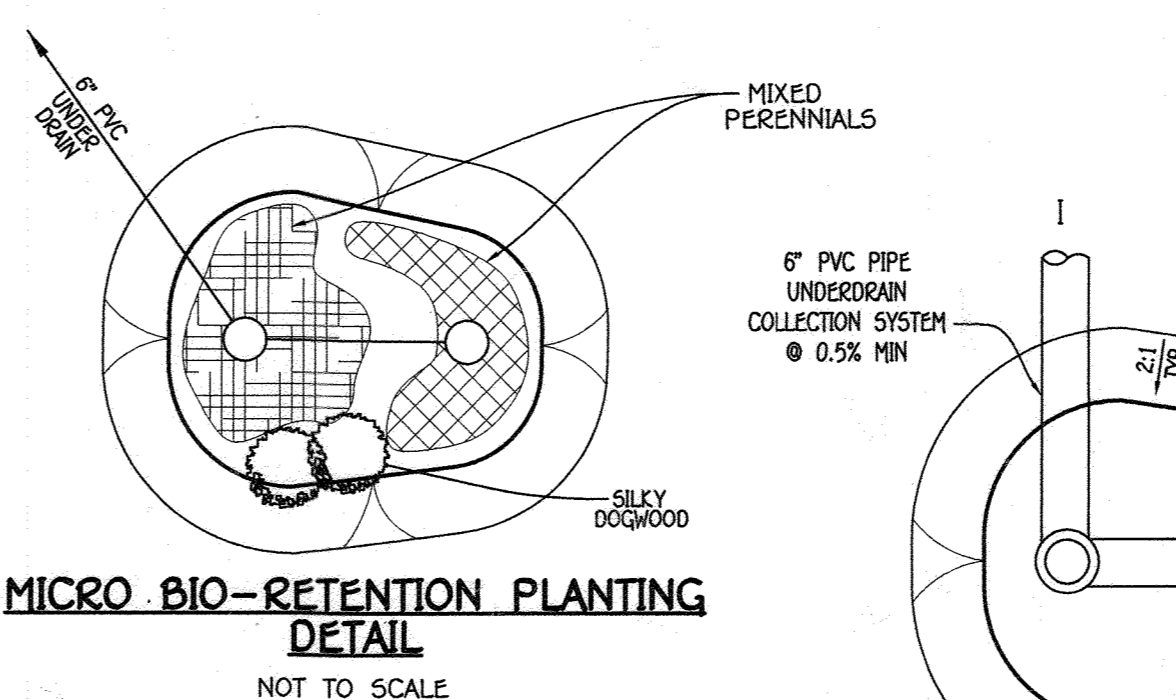 6" PVC
UNDER
DRAIN
MIXED
PERENNIALS
SILKY
DOGWOOD
MICRO BIO-RETENTION PLANTING
DETAIL
NOT TO SCALE
I
6" PVC PIPE
UNDERDRAIN
COLLECTION SYSTEM
@ 0.5% MIN
2:1
TYP